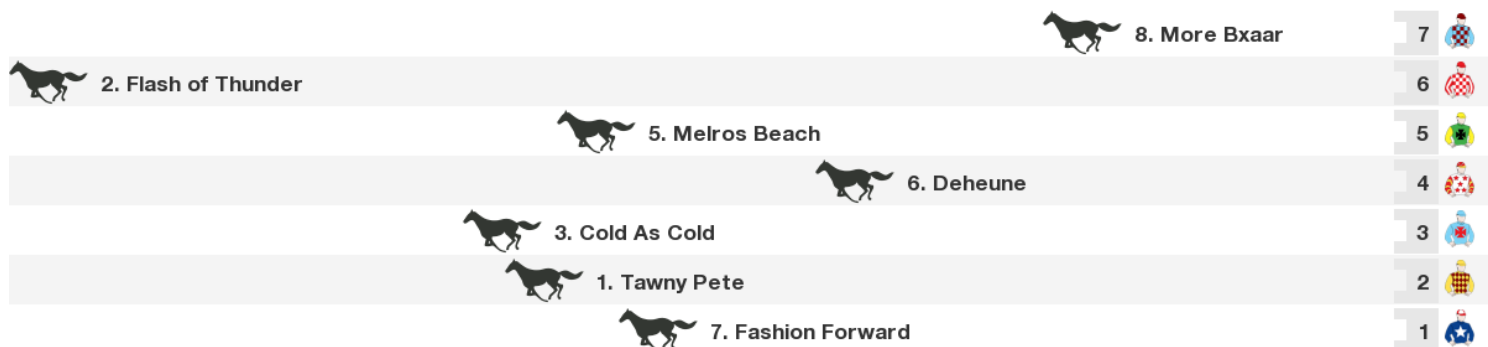 8. More Bxaar 7
2. Flash of Thunder 6
5. Melros Beach 5
6. Deheune 4
3. Cold As Cold 3
1. Tawny Pete 2
7. Fashion Forward 1